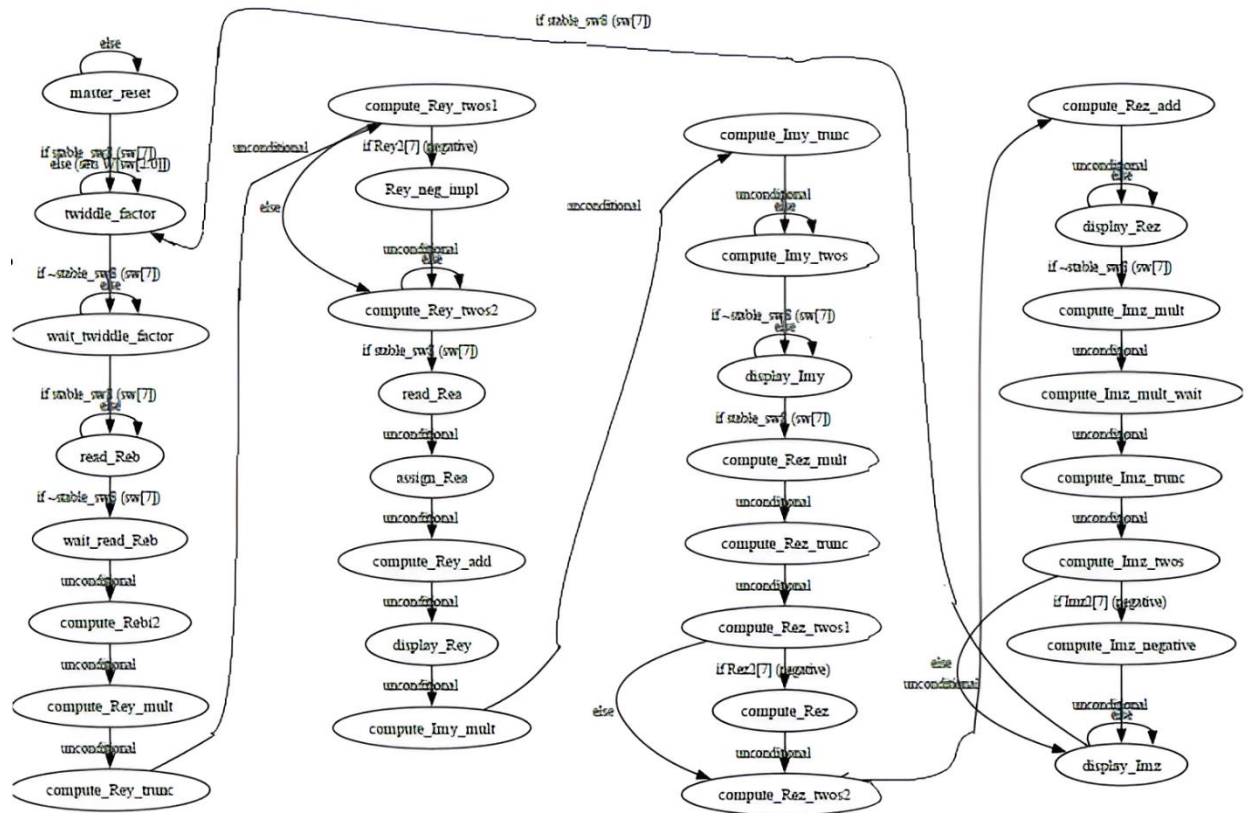 if stable_sw8 (sw[7])
else
master_reset
if stable_sw8 (sw[7])
twiddle_factor
if ~stable_sw8 (sw[7])
else
wait_twiddle_factor
if stable_sw8 (sw[7])
else
read_Reb
if ~stable_sw8 (sw[7])
wait_read_Reb
unconditional
compute_Rebi2
unconditional
compute_Rey_mult
unconditional
compute_Rey_trunc
unconditional
compute_Rey_twos1
if Rey2[7] (negative)
Rey_neg_impl
else
unconditional
else
compute_Rey_twos2
if stable_sw8 (sw[7])
read_Rea
unconditional
assign_Rea
unconditional
compute_Rey_add
unconditional
display_Rey
unconditional
compute_Imy_mult
unconditional
compute_Imy_trunc
unconditional
else
compute_Imy_twos
if ~stable_sw8 (sw[7])
else
display_Imy
if stable_sw8 (sw[7])
compute_Rez_mult
unconditional
compute_Rez_trunc
unconditional
compute_Rez_twos1
if Rez2[7] (negative)
else
compute_Rez
unconditional
compute_Rez_twos2
unconditional
compute_Rez_add
unconditional
else
display_Rez
if ~stable_sw8 (sw[7])
compute_Imz_mult
unconditional
compute_Imz_mult_wait
unconditional
compute_Imz_trunc
unconditional
compute_Imz_twos
if Imz2[7] (negative)
else
compute_Imz_negative
unconditional
else
display_Imz